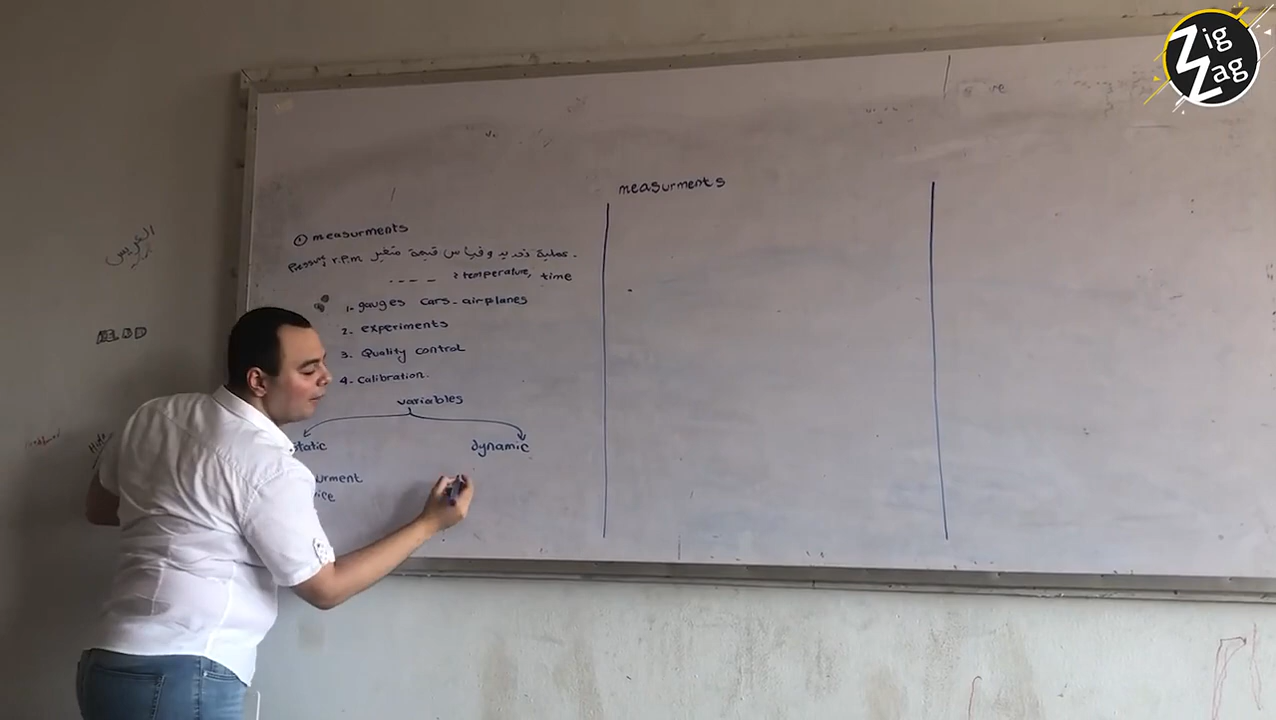 Zig
Zag
measurments
① measurments
عملية تحديد وقياس قيمة متغير r.p.m, Pressure
---- : temperature, time
1- gauges cars - airplanes
2- experiments
3- Quality control
4- Calibration.
variables
static dynamic
urment
العريس